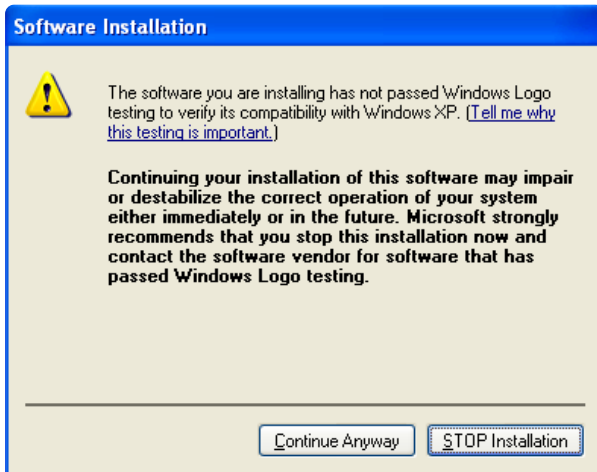 Software Installation
The software you are installing has not passed Windows Logo
testing to verify its compatibility with Windows XP. (Tell me why
this testing is important.)
Continuing your installation of this software may impair
or destabilize the correct operation of your system
either immediately or in the future. Microsoft strongly
recommends that you stop this installation now and
contact the software vendor for software that has
passed Windows Logo testing.
Continue Anyway
STOP Installation